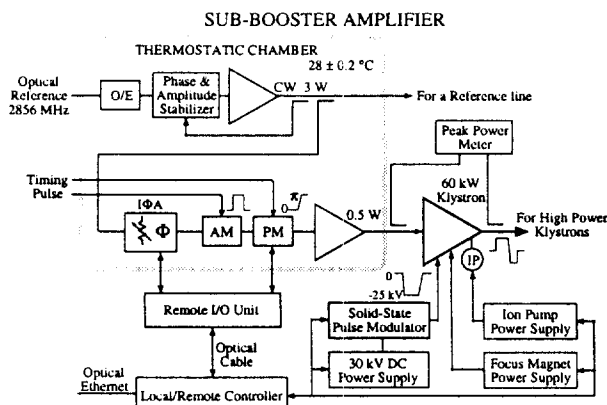 SUB-BOOSTER AMPLIFIER
THERMOSTATIC CHAMBER
28 ± 0.2 °C
Optical
Reference
2856 MHz
O/E
Phase &
Amplitude
Stabilizer
CW 3 W
For a Reference line
Peak Power
Meter
Timing
Pulse
IΦA
Φ
AM
0
π
PM
0.5 W
60 kW
Klystron
For High Power
Klystrons
IP
0
-25 kV
Remote I/O Unit
Solid-State
Pulse Modulator
Ion Pump
Power Supply
Optical
Cable
30 kV DC
Power Supply
Focus Magnet
Power Supply
Optical
Ethernet
Local/Remote Controller